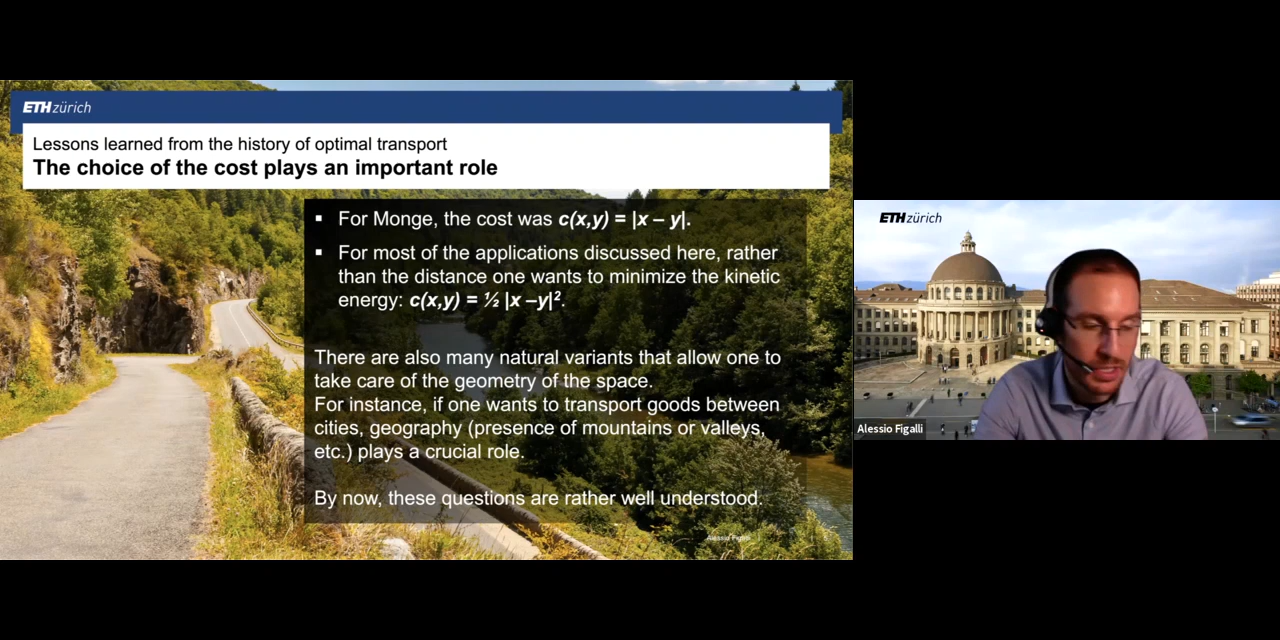 ETH zürich
Lessons learned from the history of optimal transport
The choice of the cost plays an important role
▪ For Monge, the cost was c(x,y) = |x – y|.
▪ For most of the applications discussed here, rather
than the distance one wants to minimize the kinetic
energy: c(x,y) = ½ |x –y|².
There are also many natural variants that allow one to
take care of the geometry of the space.
For instance, if one wants to transport goods between
cities, geography (presence of mountains or valleys,
etc.) plays a crucial role.
By now, these questions are rather well understood.
Alessio Figalli
ETH zürich
Alessio Figalli